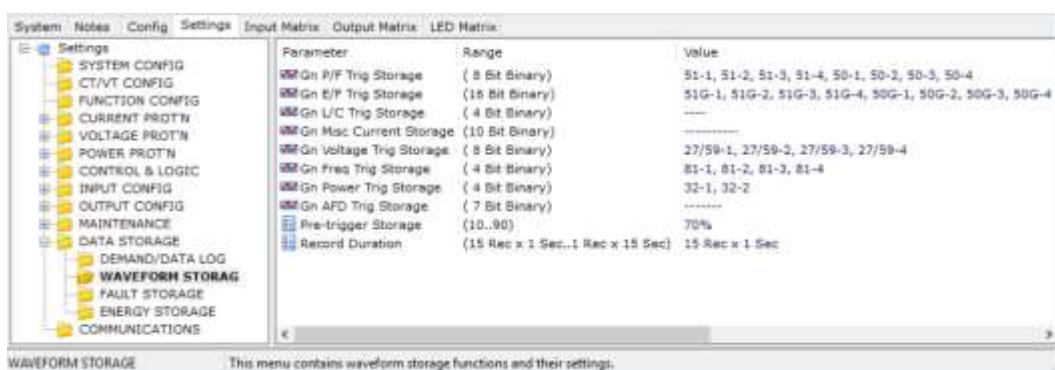 System Notes Config Settings Input Matrix Output Matrix LED Matrix
Settings
SYSTEM CONFIG
CT/VT CONFIG
FUNCTION CONFIG
CURRENT PROT'N
VOLTAGE PROT'N
POWER PROT'N
CONTROL & LOGIC
INPUT CONFIG
OUTPUT CONFIG
MAINTENANCE
DATA STORAGE
DEMAND/DATA LOG
WAVEFORM STORAG
FAULT STORAGE
ENERGY STORAGE
COMMUNICATIONS
Parameter Range Value
Gn P/F Trig Storage ( 8 Bit Binary) 51-1, 51-2, 51-3, 51-4, 50-1, 50-2, 50-3, 50-4
Gn E/F Trig Storage (16 Bit Binary) 51G-1, 51G-2, 51G-3, 51G-4, 50G-1, 50G-2, 50G-3, 50G-4
Gn L/C Trig Storage ( 4 Bit Binary) ----
Gn Misc Current Storage (10 Bit Binary) ----------
Gn Voltage Trig Storage ( 8 Bit Binary) 27/59-1, 27/59-2, 27/59-3, 27/59-4
Gn Freq Trig Storage ( 4 Bit Binary) 81-1, 81-2, 81-3, 81-4
Gn Power Trig Storage ( 4 Bit Binary) 32-1, 32-2
Gn AFD Trig Storage ( 7 Bit Binary) -------
Pre-trigger Storage (10..90) 70%
Record Duration (15 Rec x 1 Sec..1 Rec x 15 Sec) 15 Rec x 1 Sec
WAVEFORM STORAGE This menu contains waveform storage functions and their settings.